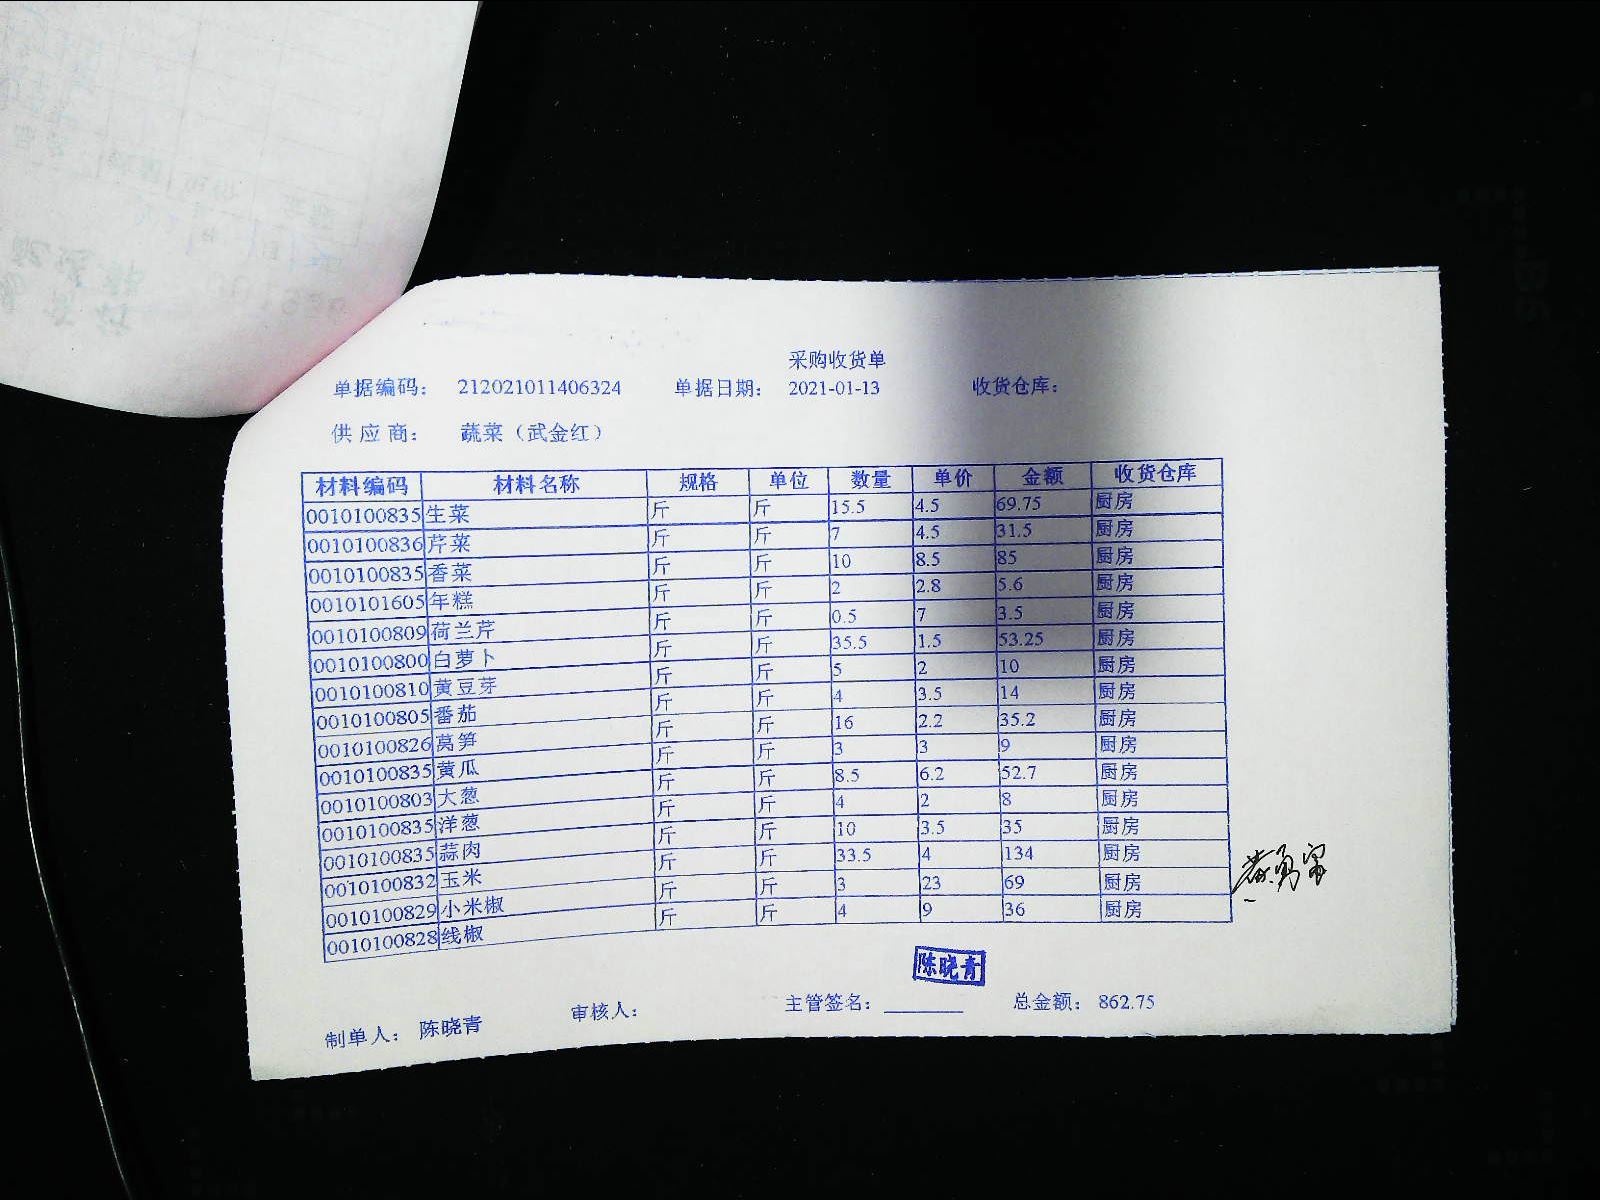 采购收货单
单据编码： 212021011406324 单据日期： 2021-01-13 收货仓库：
供 应 商： 蔬菜（武金红）
材料编码 材料名称 规格 单位 数量 单价 金额 收货仓库
0010100835 生菜 斤 斤 15.5 4.5 69.75 厨房
0010100836 芹菜 斤 斤 7 4.5 31.5 厨房
0010100835 香菜 斤 斤 10 8.5 85 厨房
0010101605 年糕 斤 斤 2 2.8 5.6 厨房
0010100809 荷兰芹 斤 斤 0.5 7 3.5 厨房
0010100800 白萝卜 斤 斤 35.5 1.5 53.25 厨房
0010100810 黄豆芽 斤 斤 5 2 10 厨房
0010100805 番茄 斤 斤 4 3.5 14 厨房
0010100826 莴笋 斤 斤 16 2.2 35.2 厨房
0010100835 黄瓜 斤 斤 3 3 9 厨房
0010100803 大葱 斤 斤 8.5 6.2 52.7 厨房
0010100835 洋葱 斤 斤 4 2 8 厨房
0010100835 蒜肉 斤 斤 10 3.5 35 厨房
0010100832 玉米 斤 斤 33.5 4 134 厨房
0010100829 小米椒 斤 斤 3 23 69 厨房
0010100828 线椒 斤 斤 4 9 36 厨房
陈晓青
制单人： 陈晓青 审核人： 主管签名：________ 总金额： 862.75